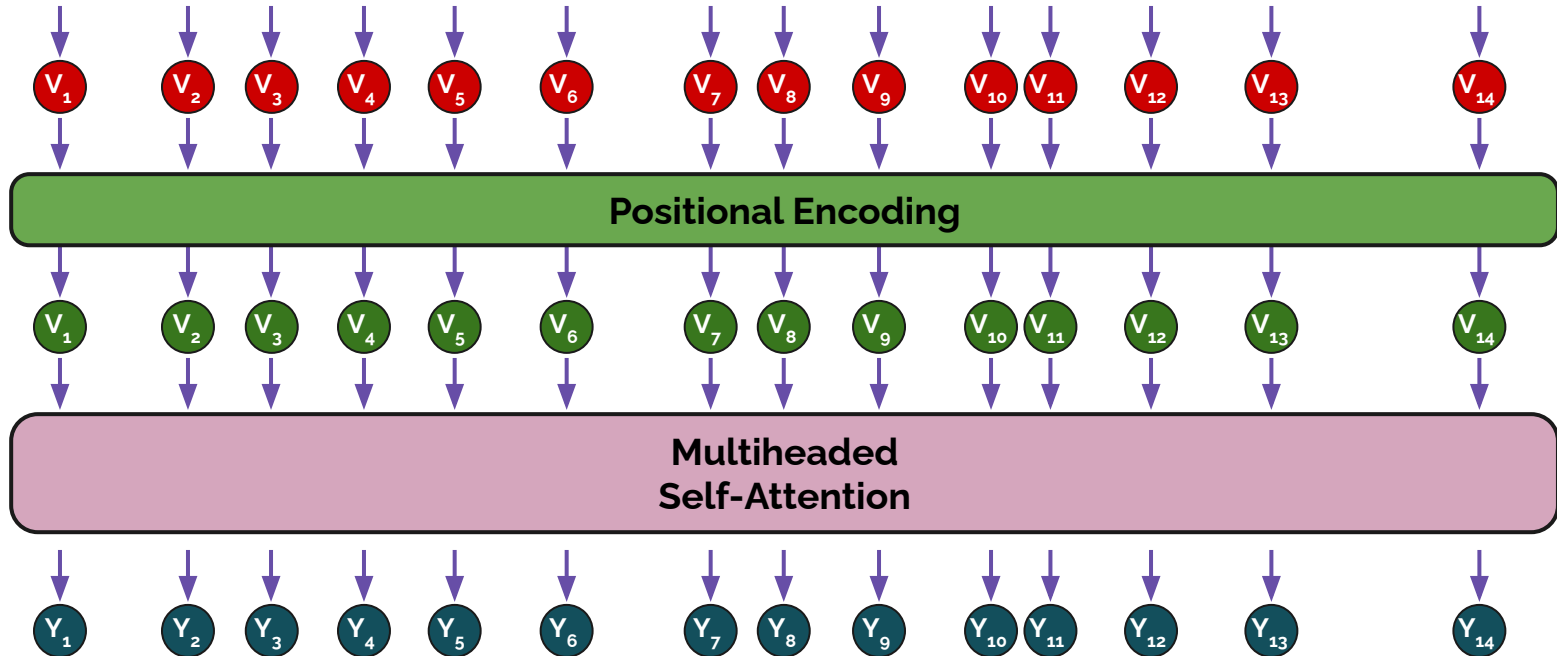 V1 V2 V3 V4 V5 V6 V7 V8 V9 V10 V11 V12 V13 V14
Positional Encoding
V1 V2 V3 V4 V5 V6 V7 V8 V9 V10 V11 V12 V13 V14
Multiheaded
Self-Attention
Y1 Y2 Y3 Y4 Y5 Y6 Y7 Y8 Y9 Y10 Y11 Y12 Y13 Y14